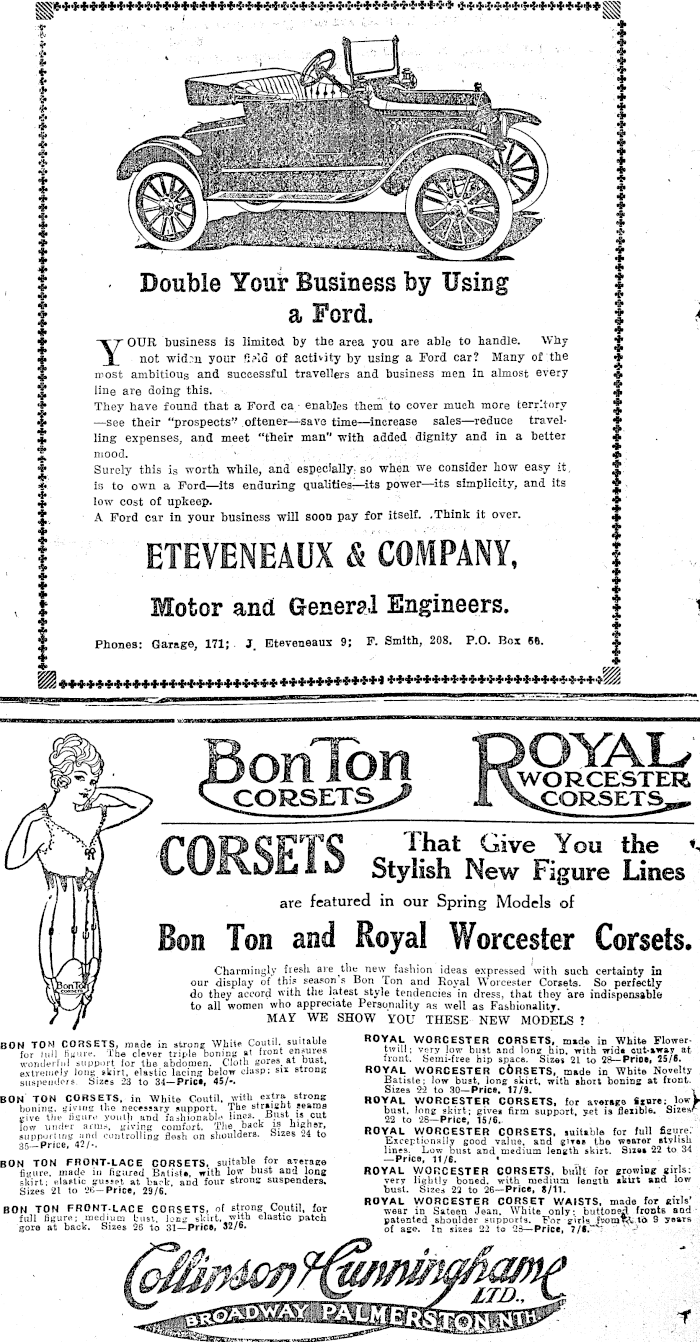 Double Your Business by Using
a Ford.
YOUR business is limited by the area you are able to handle. Why
not widen your field of activity by using a Ford car? Many of the
most ambitious and successful travellers and business men in almost every
line are doing this.
They have found that a Ford ca enables them to cover much more territory
—see their "prospects" oftener—save time—increase sales—reduce travel-
ling expenses, and meet "their man" with added dignity and in a better
mood.
Surely this is worth while, and especially so when we consider how easy it
is to own a Ford—its enduring qualities—its power—its simplicity, and its
low cost of upkeep.
A Ford car in your business will soon pay for itself. .Think it over.
ETEVENEAUX & COMPANY,
Motor and General Engineers.
Phones: Garage, 171; J. Eteveneaux 9; F. Smith, 208. P.O. Box 66.
Bon Ton
CORSETS
ROYAL
WORCESTER
CORSETS
CORSETS
That Give You the
Stylish New Figure Lines
are featured in our Spring Models of
Bon Ton and Royal Worcester Corsets.
Charmingly fresh are the new fashion ideas expressed with such certainty in
our display of this season's Bon Ton and Royal Worcester Corsets. So perfectly
do they accord with the latest style tendencies in dress, that they are indispensable
to all women who appreciate Personality as well as Fashionality.
MAY WE SHOW YOU THESE NEW MODELS ?
Bon Ton
CORSETS
BON TON CORSETS, made in strong White Coutil, suitable
for full figure. The clever triple boning at front ensures
wonderful support for the abdomen. Cloth gores at bust,
extremely long skirt, elastic lacing below clasp; six strong
suspenders. Sizes 23 to 34—Price, 45/-.
BON TON CORSETS, in White Coutil, with extra strong
boning, giving the necessary support. The straight seams
give the figure youth and fashionable lines. Bust is cut
low under arms, giving comfort. The back is higher,
supporting and controlling flesh on shoulders. Sizes 24 to
35—Price, 42/-.
BON TON FRONT-LACE CORSETS, suitable for average
figure, made in figured Batiste, with low bust and long
skirt; elastic gusset at back, and four strong suspenders.
Sizes 21 to 26—Price, 29/6.
BON TON FRONT-LACE CORSETS, of strong Coutil, for
full figure; medium bust, long skirt, with elastic patch
gore at back. Sizes 26 to 31—Price, 32/6.
ROYAL WORCESTER CORSETS, made in White Flower-
twill; very low bust and long hip, with wide cut-away at
front. Semi-free hip space. Sizes 21 to 28—Price, 25/6.
ROYAL WORCESTER CORSETS, made in White Novelty
Batiste; low bust, long skirt, with short boning at front.
Sizes 22 to 30—Price, 17/9.
ROYAL WORCESTER CORSETS, for average figure; low
bust, long skirt; gives firm support, yet is flexible. Sizes
22 to 28—Price, 15/6.
ROYAL WORCESTER CORSETS, suitable for full figure.
Exceptionally good value, and gives the wearer stylish
lines. Low bust and medium length skirt. Sizes 22 to 34
—Price, 11/6.
ROYAL WORCESTER CORSETS, built for growing girls;
very lightly boned, with medium length skirt and low
bust. Sizes 22 to 26—Price, 8/11.
ROYAL WORCESTER CORSET WAISTS, made for girls'
wear in Sateen Jean. White only; buttoned fronts and
patented shoulder supports. For girls from to 9 years
of age. In sizes 22 to 28—Price, 7/6.
Collinson & Cunninghame
LTD.,
BROADWAY PALMERSTON NTH